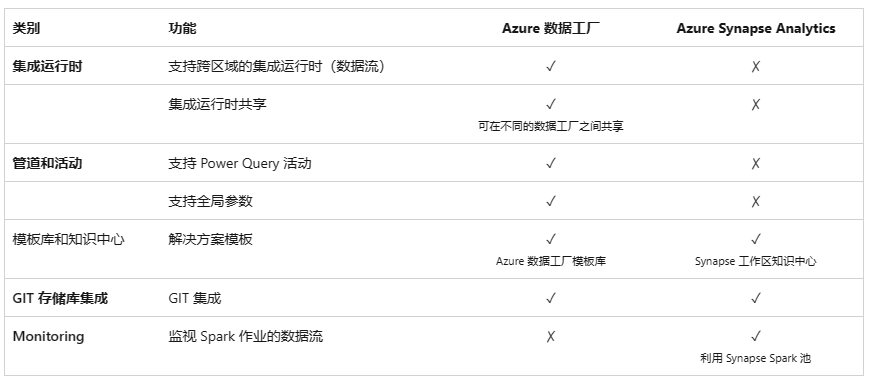 类别 功能 Azure 数据工厂 Azure Synapse Analytics
集成运行时 支持跨区域的集成运行时（数据流） ✓ ✗
集成运行时共享 ✓ ✗
可在不同的数据工厂之间共享
管道和活动 支持 Power Query 活动 ✓ ✗
支持全局参数 ✓ ✗
模板库和知识中心 解决方案模板 ✓ ✓
Azure 数据工厂模板库 Synapse 工作区知识中心
GIT 存储库集成 GIT 集成 ✓ ✓
Monitoring 监视 Spark 作业的数据流 ✗ ✓
利用 Synapse Spark 池